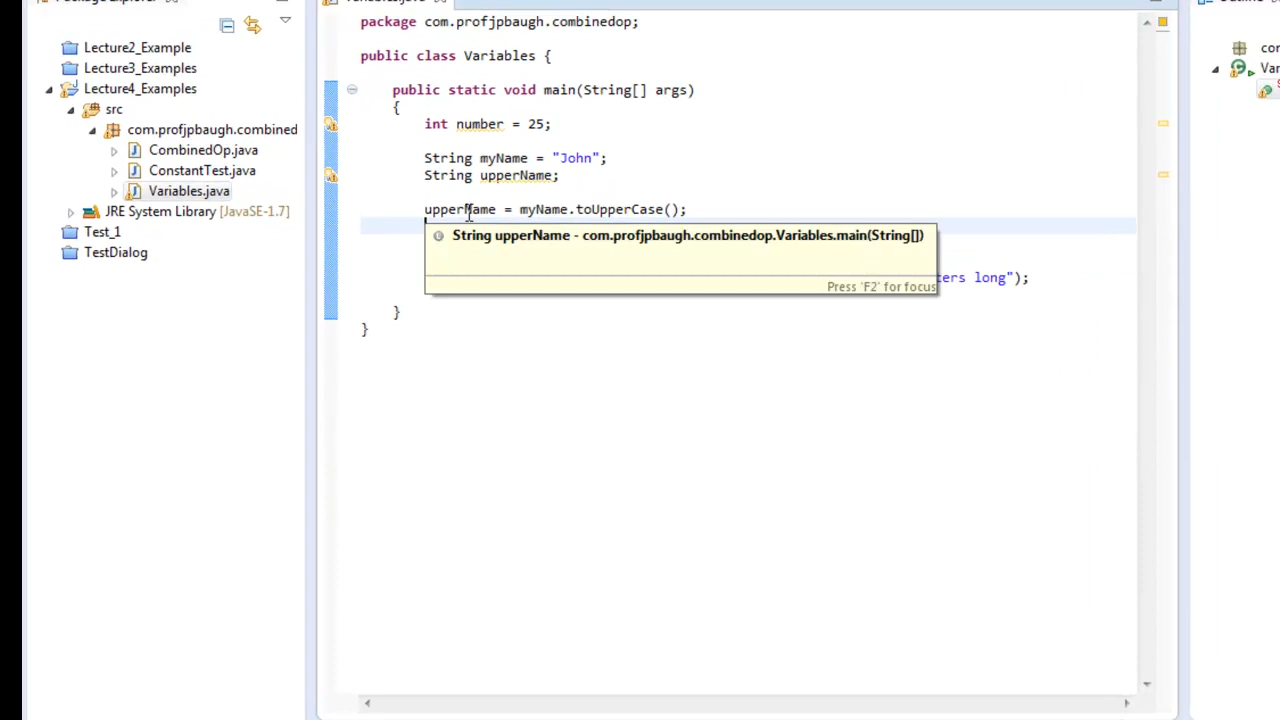 Lecture2_Example
Lecture3_Examples
Lecture4_Examples
src
com.profjpbaugh.combined
CombinedOp.java
ConstantTest.java
Variables.java
JRE System Library [JavaSE-1.7]
Test_1
TestDialog
package com.profjpbaugh.combinedop;
public class Variables {
public static void main(String[] args)
{
int number = 25;
String myName = "John";
String upperName;
upperName = myName.toUpperCase();
String upperName - com.profjpbaugh.combinedop.Variables.main(String[])
Press 'F2' for focus
ters long");
}
}